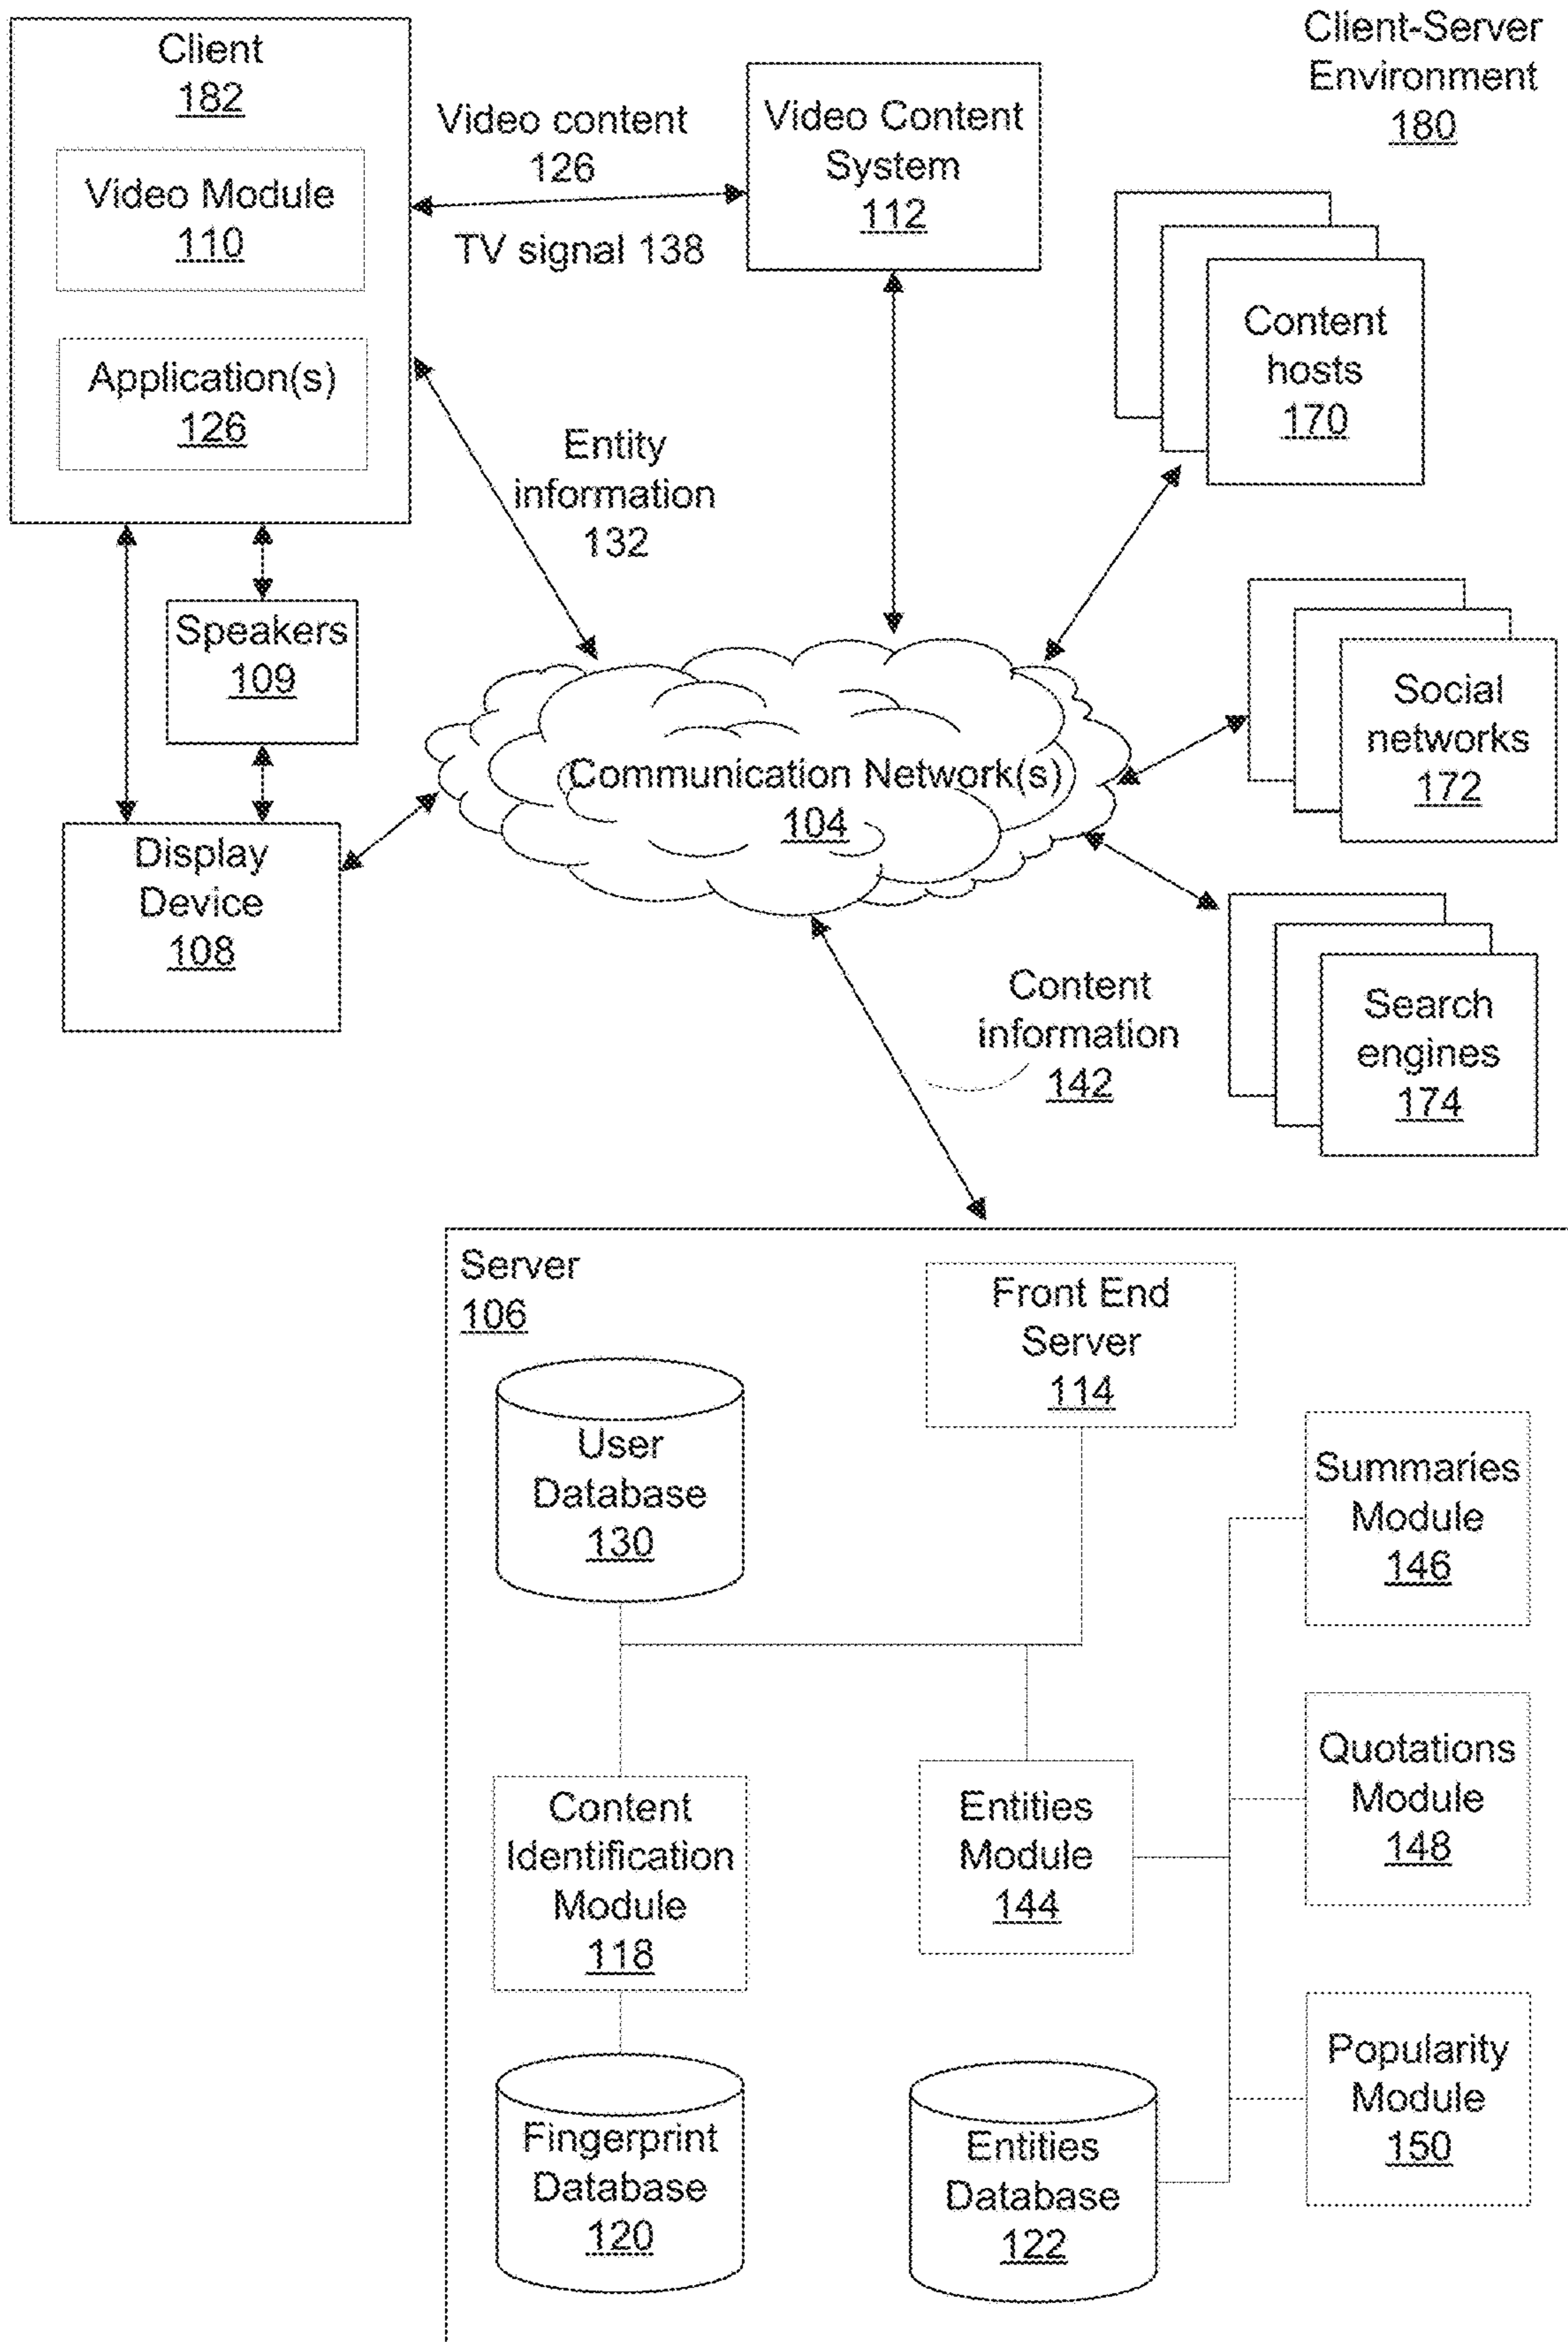 Client
182
Video Module
110
Application(s)
126
Video content
126
TV signal 138
Video Content
System
112
Client-Server
Environment
180
Content
hosts
170
Entity
information
132
Speakers
109
Social
networks
172
Communication Network(s)
104
Display
Device
108
Search
engines
174
Content
information
142
Server
106
Front End
Server
114
User
Database
130
Summaries
Module
146
Quotations
Module
148
Content
Identification
Module
118
Entities
Module
144
Popularity
Module
150
Fingerprint
Database
120
Entities
Database
122